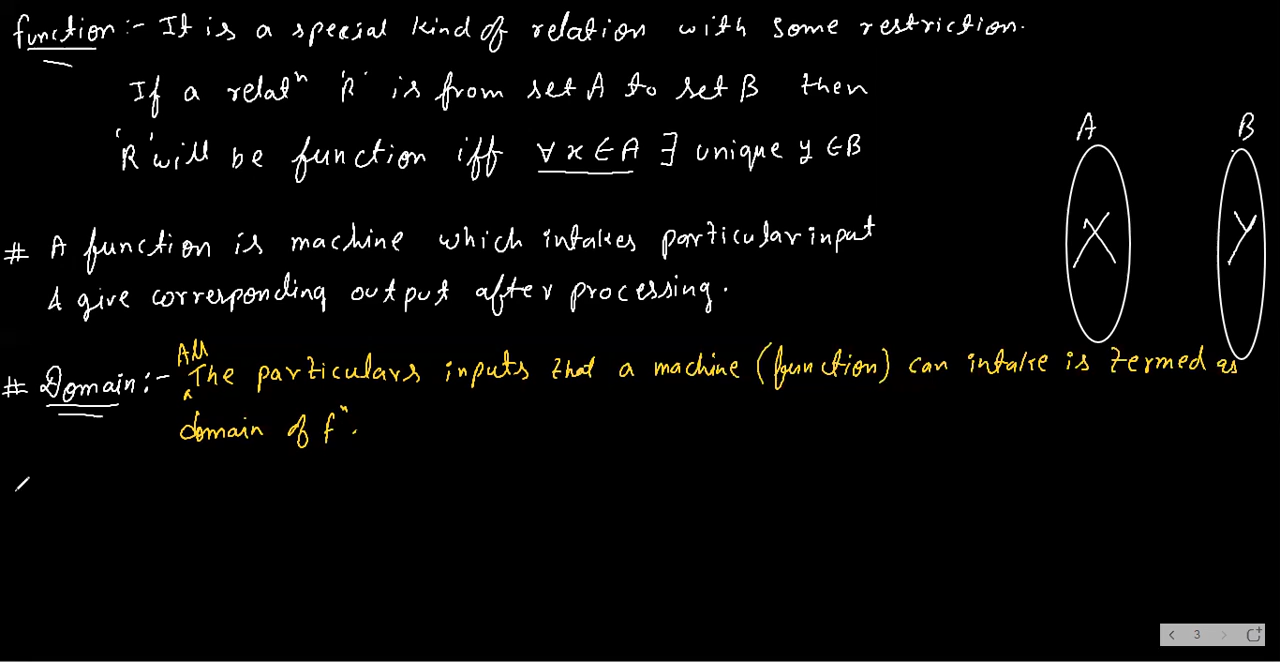 function :- It is a special kind of relation with some restriction.
If a relatⁿ 'R' is from set A to set B then
'R' will be function iff ∀ x ∈ A ∃ unique y ∈ B
A B
X Y
# A function is machine which intakes particular input
& give corresponding output after processing.
# Domain :- All The particulars inputs that a machine (function) can intake is termed as
domain of fⁿ.
3